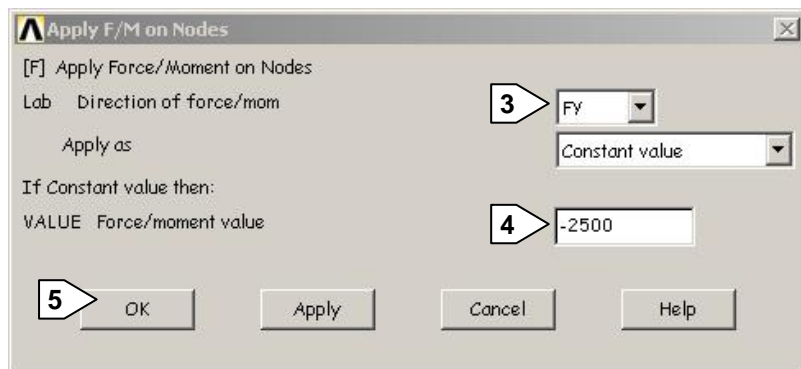 Apply F/M on Nodes
[F] Apply Force/Moment on Nodes
Lab Direction of force/mom
3
FY
Apply as
Constant value
If Constant value then:
VALUE Force/moment value
4
-2500
5
OK Apply Cancel Help